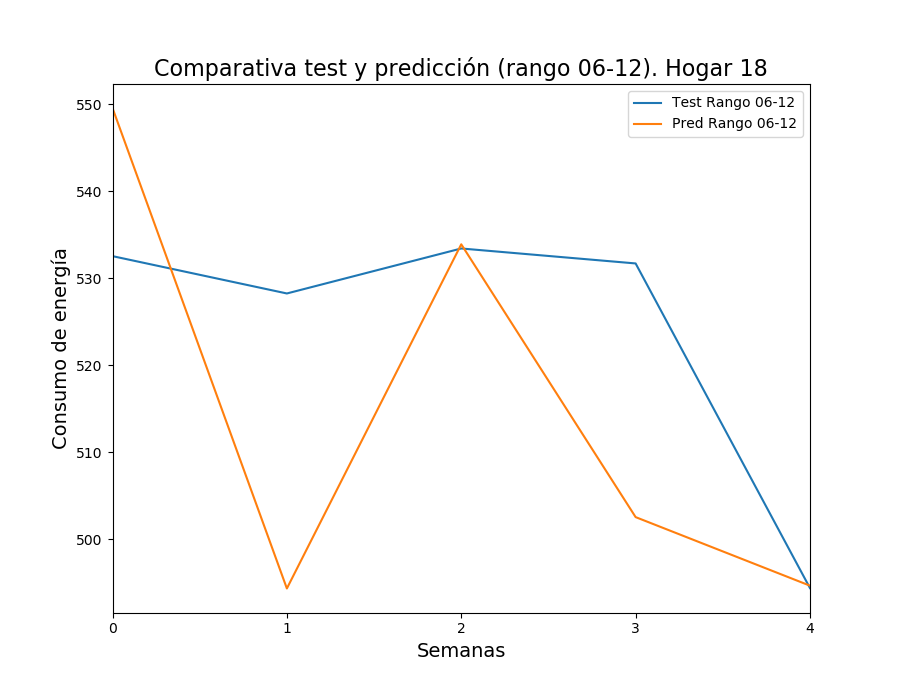 Comparativa test y predicción (rango 06-12). Hogar 18
Test Rango 06-12
Pred Rango 06-12
Consumo de energía
550
540
530
520
510
500
0 1 2 3 4
Semanas